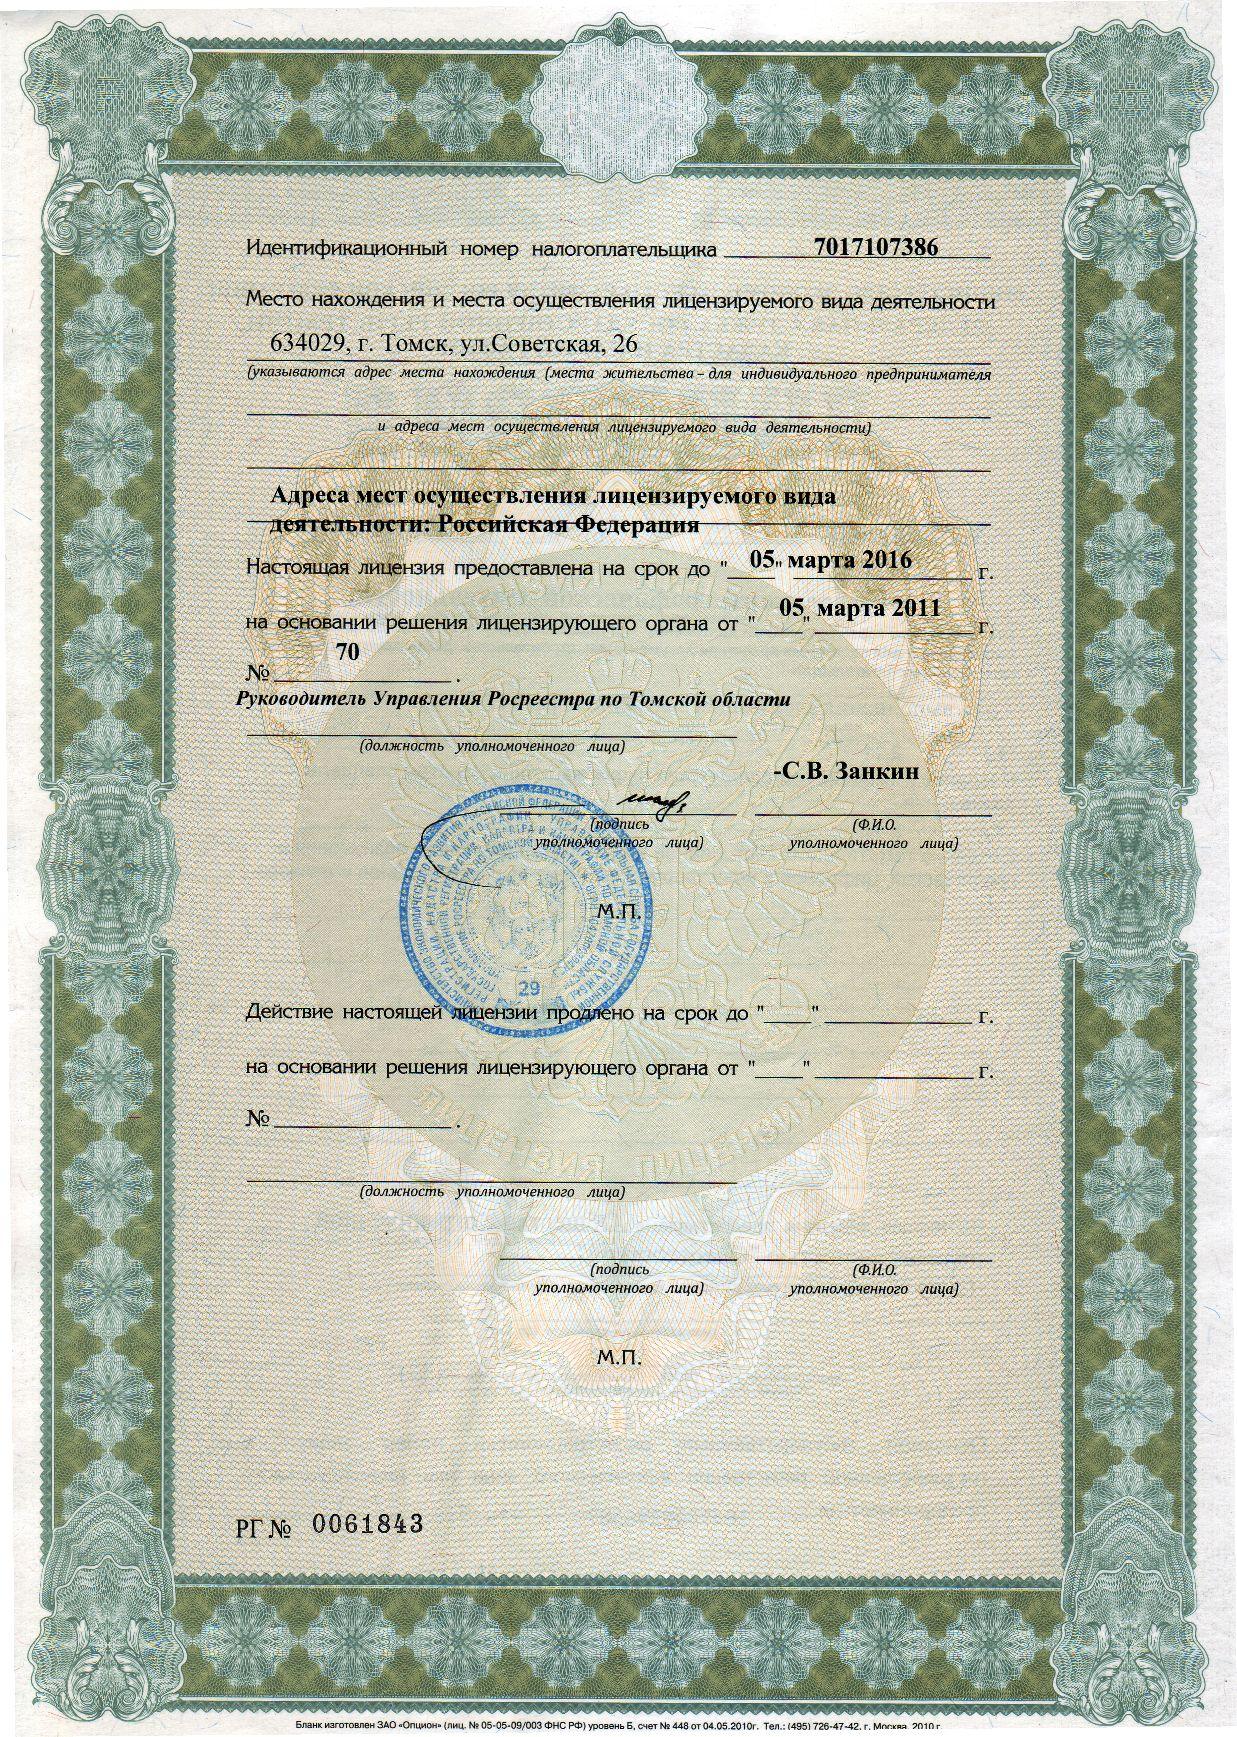 Идентификационный номер налогоплательщика 7017107386
Место нахождения и места осуществления лицензируемого вида деятельности
634029, г. Томск, ул.Советская, 26
(указываются адрес места нахождения (места жительства – для индивидуального предпринимателя
и адреса мест осуществления лицензируемого вида деятельности)
Адреса мест осуществления лицензируемого вида
деятельности: Российская Федерация
Настоящая лицензия предоставлена на срок до "05" марта 2016 г.
на основании решения лицензирующего органа от "05" марта 2011 г.
№ 70.
Руководитель Управления Росреестра по Томской области
(должность уполномоченного лица)
-С.В. Занкин
(подпись
уполномоченного лица)
(Ф.И.О.
уполномоченного лица)
М.П.
29
Действие настоящей лицензии продлено на срок до "____" ____________ г.
на основании решения лицензирующего органа от "____" ____________ г.
№ ______________.
ЛИЦЕНЗИЯ ЛИЦЕНЗИЯ
(должность уполномоченного лица)
(подпись
уполномоченного лица)
(Ф.И.О.
уполномоченного лица)
М.П.
РГ № 0061843
Бланк изготовлен ЗАО «Опцион» (лиц. № 05-05-09/003 ФНС РФ) уровень Б, счет № 448 от 04.05.2010г. Тел.: (495) 726-47-42, г. Москва, 2010 г.